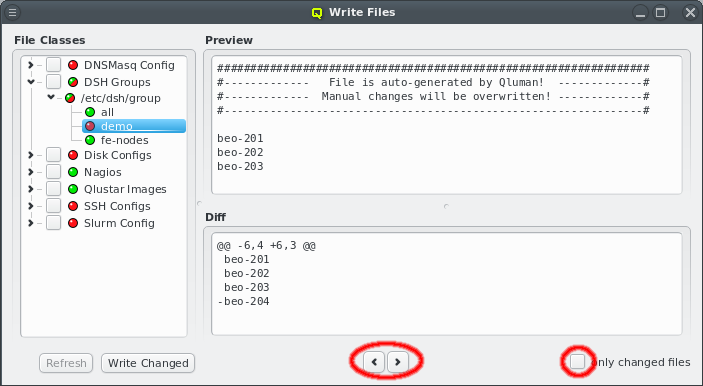 Write Files
File Classes
DNSMasq Config
DSH Groups
/etc/dsh/group
all
demo
fe-nodes
Disk Configs
Nagios
Qlustar Images
SSH Configs
Slurm Config
Refresh
Write Changed
Preview
################################################################
#-------------   File is auto-generated by Qluman!  -------------#
#-------------  Manual changes will be overwritten! -------------#
#--------------------------------------------------------------#
beo-201
beo-202
beo-203
Diff
@@ -6,4 +6,3 @@
 beo-201
 beo-202
 beo-203
-beo-204
< >
only changed files